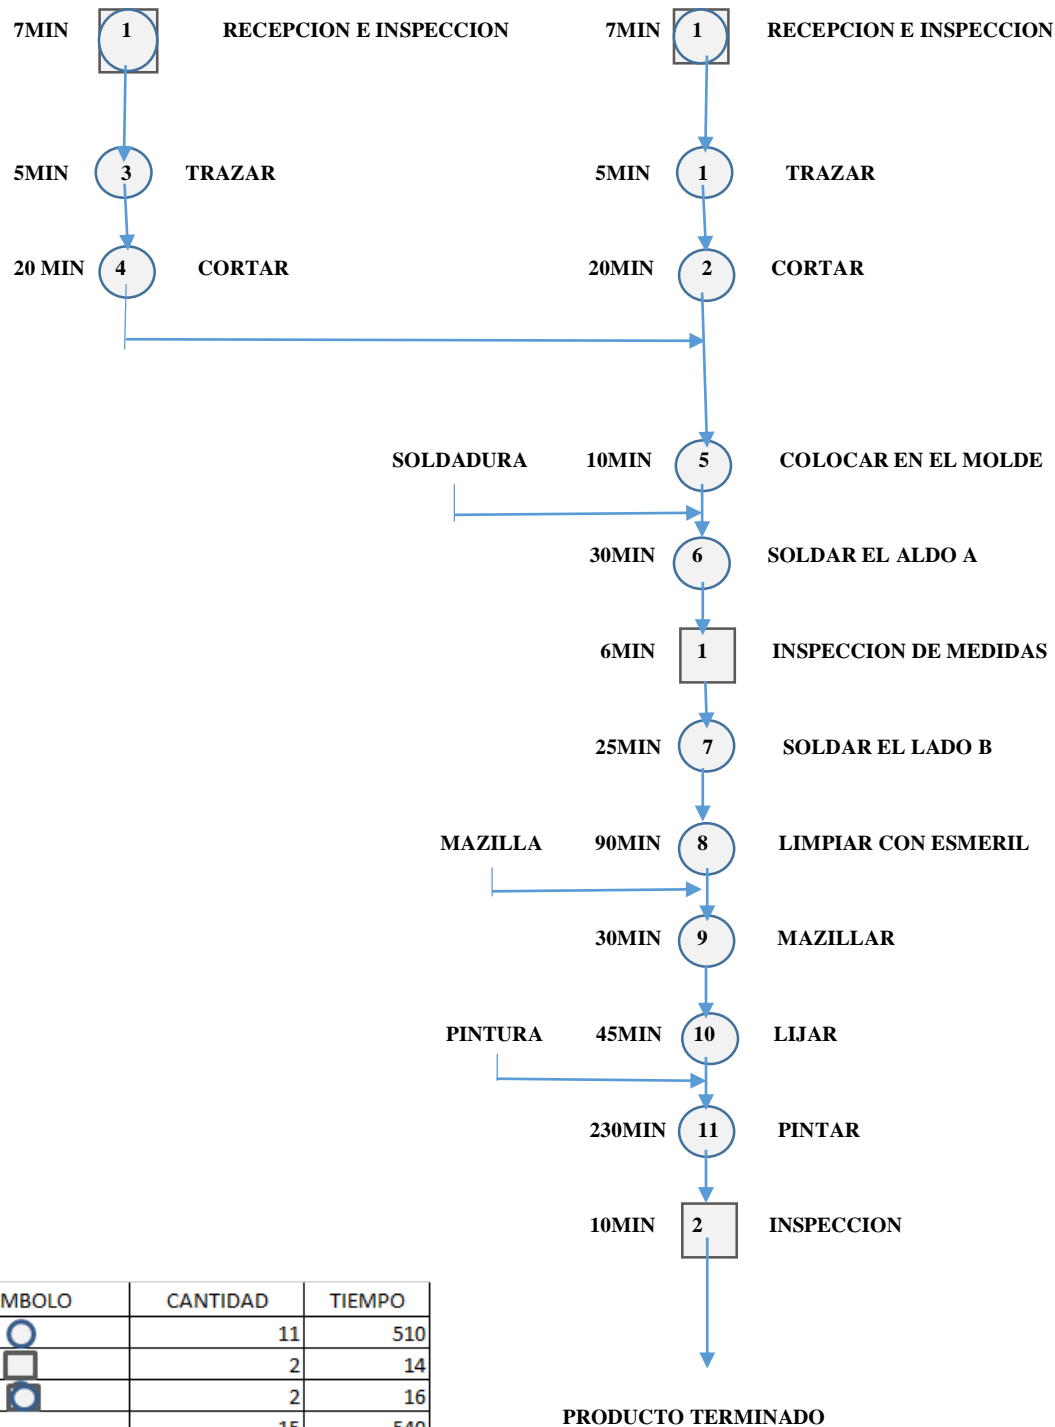 7MIN 1 RECEPCION E INSPECCION 7MIN 1 RECEPCION E INSPECCION
5MIN 3 TRAZAR 5MIN 1 TRAZAR
20 MIN 4 CORTAR 20MIN 2 CORTAR
SOLDADURA 10MIN 5 COLOCAR EN EL MOLDE
30MIN 6 SOLDAR EL ALDO A
6MIN 1 INSPECCION DE MEDIDAS
25MIN 7 SOLDAR EL LADO B
MAZILLA 90MIN 8 LIMPIAR CON ESMERIL
30MIN 9 MAZILLAR
PINTURA 45MIN 10 LIJAR
230MIN 11 PINTAR
10MIN 2 INSPECCION
MBOLO CANTIDAD TIEMPO
11 510
2 14
2 16
15 540
PRODUCTO TERMINADO